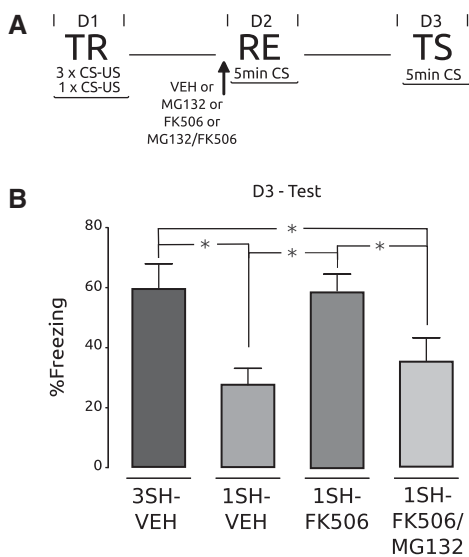 A
D1
D2
D3
TR
RE
TS
3 x CS-US
1 x CS-US
5min CS
5min CS
VEH or
MG132 or
FK506 or
MG132/FK506
B
D3 - Test
%Freezing
80
60
40
20
0
*
*
*
*
3SH-
VEH
1SH-
VEH
1SH-
FK506
1SH-
FK506/
MG132